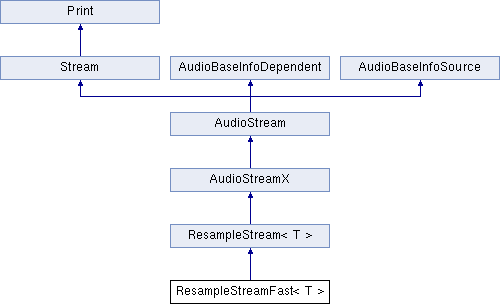 Print
Stream
AudioBaseInfoDependent
AudioBaseInfoSource
AudioStream
AudioStreamX
ResampleStream< T >
ResampleStreamFast< T >